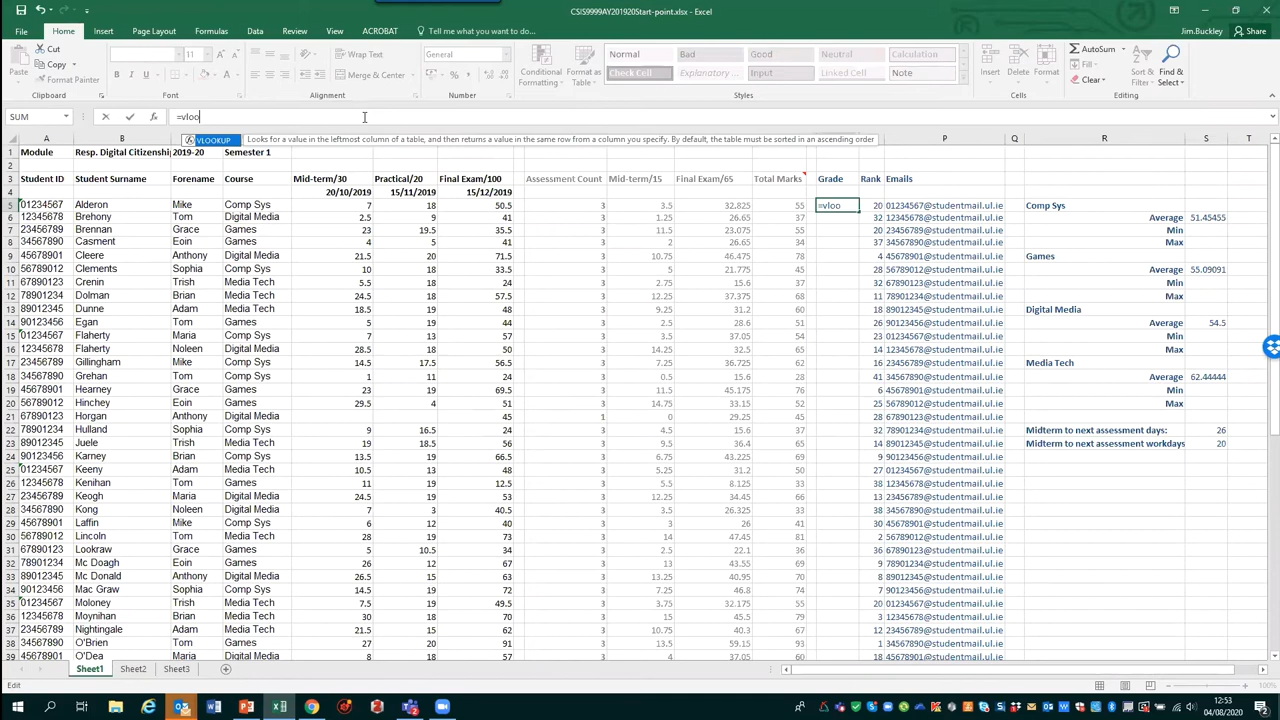 CSIS9999AY201920Start-point.xlsx - Excel
Jim.Buckley
File Home Insert Page Layout Formulas Data Review View ACROBAT Tell me what you want to do Share
Cut
Copy
Format Painter
Paste
Clipboard
11
Font
Wrap Text
Merge & Center
Alignment
General
Number
Conditional Formatting
Format as Table
Normal Bad Good Neutral Calculation
Check Cell Explanatory ... Input Linked Cell Note
Styles
Insert Delete Format
Cells
AutoSum
Fill
Clear
Sort & Filter
Find & Select
Editing
SUM =vloo
VLOOKUP Looks for a value in the leftmost column of a table, and then returns a value in the same row from a column you specify. By default, the table must be sorted in an ascending order
A B Q R S T
1 Module Resp. Digital Citizenship 2019-20 Semester 1
2
3 Student ID Student Surname Forename Course Mid-term/30 Practical/20 Final Exam/100 Assessment Count Mid-term/15 Final Exam/65 Total Marks Grade Rank Emails
4 20/10/2019 15/11/2019 15/12/2019
5 01234567 Alderon Mike Comp Sys 7 18 50.5 3 3.5 32.825 55 =vloo 20 01234567@studentmail.ul.ie Comp Sys
6 12345678 Brehony Tom Digital Media 2.5 9 41 3 1.25 26.65 37 32 12345678@studentmail.ul.ie Average 51.45455
7 23456789 Brennan Grace Games 23 19.5 35.5 3 11.5 23.075 55 20 23456789@studentmail.ul.ie Min
8 34567890 Casment Eoin Games 4 5 41 3 2 26.65 34 37 34567890@studentmail.ul.ie Max
9 45678901 Cleere Anthony Digital Media 21.5 20 71.5 3 10.75 46.475 78 4 45678901@studentmail.ul.ie Games
10 56789012 Clements Sophia Comp Sys 10 18 33.5 3 5 21.775 45 28 56789012@studentmail.ul.ie Average 55.09091
11 67890123 Crenin Trish Media Tech 5.5 18 24 3 2.75 15.6 37 32 67890123@studentmail.ul.ie Min
12 78901234 Dolman Brian Media Tech 24.5 18 57.5 3 12.25 37.375 68 11 78901234@studentmail.ul.ie Max
13 89012345 Dunne Adam Media Tech 18.5 19 48 3 9.25 31.2 60 18 89012345@studentmail.ul.ie Digital Media
14 90123456 Egan Tom Games 5 19 44 3 2.5 28.6 51 26 90123456@studentmail.ul.ie Average 54.5
15 01234567 Flaherty Maria Comp Sys 7 13 57 3 3.5 37.05 54 23 01234567@studentmail.ul.ie Min
16 12345678 Flaherty Noleen Digital Media 28.5 18 50 3 14.25 32.5 65 14 12345678@studentmail.ul.ie Max
17 23456789 Gillingham Mike Comp Sys 14.5 17.5 56.5 3 7.25 36.725 62 16 23456789@studentmail.ul.ie Media Tech
18 34567890 Grehan Tom Comp Sys 1 11 24 3 0.5 15.6 28 41 34567890@studentmail.ul.ie Average 62.44444
19 45678901 Hearney Grace Games 23 19 69.5 3 11.5 45.175 76 6 45678901@studentmail.ul.ie Min
20 56789012 Hinchey Eoin Games 29.5 4 51 3 14.75 33.15 52 25 56789012@studentmail.ul.ie Max
21 67890123 Horgan Anthony Digital Media 45 1 0 29.25 28 67890123@studentmail.ul.ie
22 78901234 Hulland Sophia Comp Sys 9 16.5 24 3 4.5 15.6 37 32 78901234@studentmail.ul.ie Midterm to next assessment days: 26
23 89012345 Juele Trish Media Tech 19 18.5 56 3 9.5 36.4 65 14 89012345@studentmail.ul.ie Midterm to next assessment workdays 20
24 90123456 Karney Brian Comp Sys 13.5 19 66.5 3 6.75 43.225 69 9 90123456@studentmail.ul.ie
25 01234567 Keeny Adam Media Tech 10.5 13 48 3 5.25 31.2 50 27 01234567@studentmail.ul.ie
26 12345678 Kenihan Tom Games 11 19 12.5 3 5.5 8.125 33 38 12345678@studentmail.ul.ie
27 23456789 Keogh Maria Digital Media 24.5 19 53 3 12.25 34.45 66 13 23456789@studentmail.ul.ie
28 34567890 Kong Noleen Digital Media 7 3 40.5 3 3.5 26.325 33 38 34567890@studentmail.ul.ie
29 45678901 Laffin Mike Comp Sys 6 12 40 3 3 26 41 30 45678901@studentmail.ul.ie
30 56789012 Lincoln Tom Media Tech 28 19 73 3 14 47.45 81 2 56789012@studentmail.ul.ie
31 67890123 Lookraw Grace Games 5 10.5 34 3 2.5 22.1 36 67890123@studentmail.ul.ie
32 78901234 Mc Doagh Eoin Games 26 12 67 3 13 43.55 69 9 78901234@studentmail.ul.ie
33 89012345 Mc Donald Anthony Digital Media 26.5 15 63 3 13.25 40.95 70 8 89012345@studentmail.ul.ie
34 90123456 Mac Graw Sophia Comp Sys 14.5 19 72 3 7.25 46.8 74 7 90123456@studentmail.ul.ie
35 01234567 Moloney Trish Media Tech 7.5 19 49.5 3 3.75 32.175 55 20 01234567@studentmail.ul.ie
36 12345678 Moynihan Brian Media Tech 30 18 70 3 15 45.5 79 3 12345678@studentmail.ul.ie
37 23456789 Nightingale Adam Media Tech 21.5 15 62 3 10.75 40.3 67 12 23456789@studentmail.ul.ie
38 34567890 O'Brien Tom Games 27 20 91 3 13.5 59.15 93 1 34567890@studentmail.ul.ie
39 45678901 O'Dea Maria Digital Media 8 15 57 3 4 37.05 60 18 45678901@studentmail.ul.ie
Sheet1 Sheet2 Sheet3
Edit
100%
12:53
04/08/2020